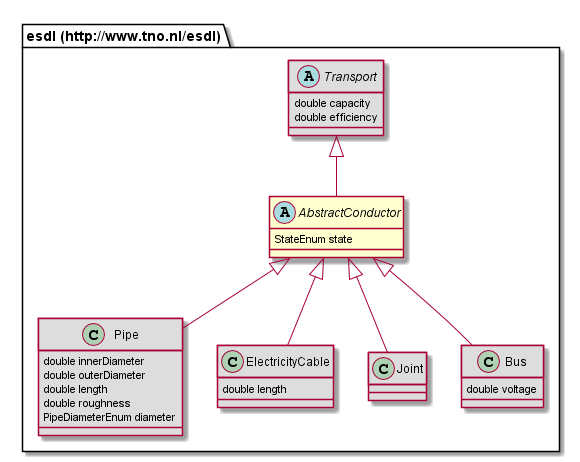 esdl (http://www.tno.nl/esdl)
A Transport
double capacity
double efficiency
A AbstractConductor
StateEnum state
C Pipe
double innerDiameter
double outerDiameter
double length
double roughness
PipeDiameterEnum diameter
C ElectricityCable
double length
C Joint
C Bus
double voltage